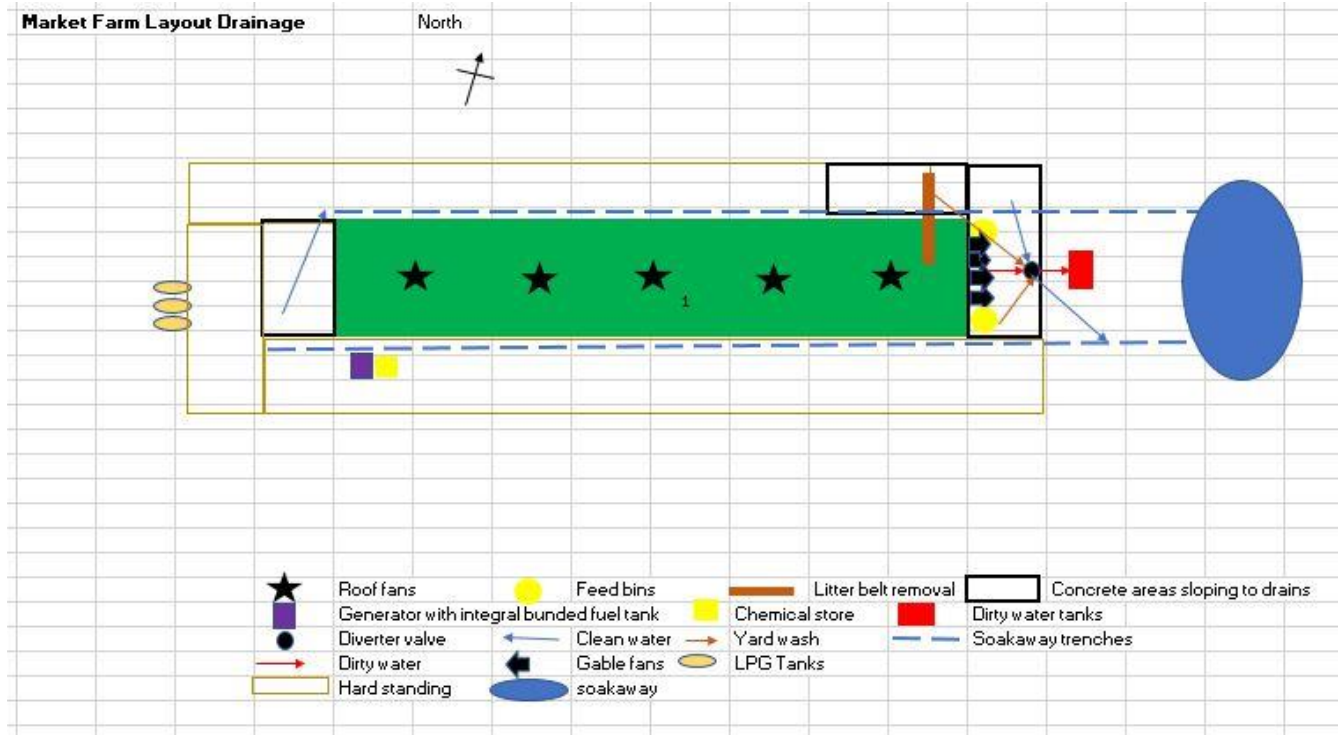 Market Farm Layout Drainage North
1
Roof fans Feed bins Litter belt removal Concrete areas sloping to drains
Generator with integral bunded fuel tank Chemical store Dirty water tanks
Diverter valve Clean water Yard wash Soakaway trenches
Dirty water Gable fans LPG Tanks
Hard standing soakaway